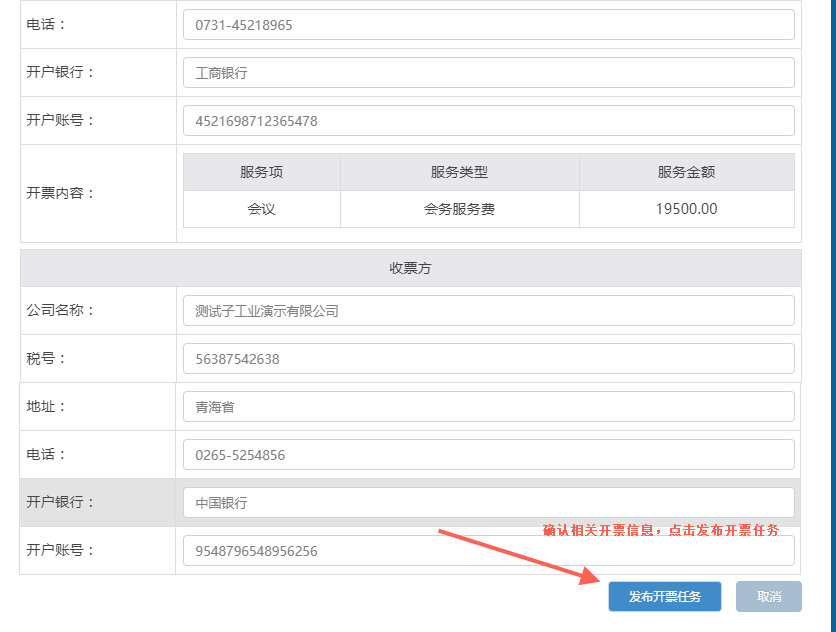 电话： 0731-45218965
开户银行： 工商银行
开户账号： 4521698712365478
服务项 服务类型 服务金额
开票内容：
会议 会务服务费 19500.00
收票方
公司名称： 测试子工业演示有限公司
税号： 56387542638
地址： 青海省
电话： 0265-5254856
开户银行： 中国银行
确认相关开票信息，点击发布开票任务
开户账号： 9548796548956256
发布开票任务 取消